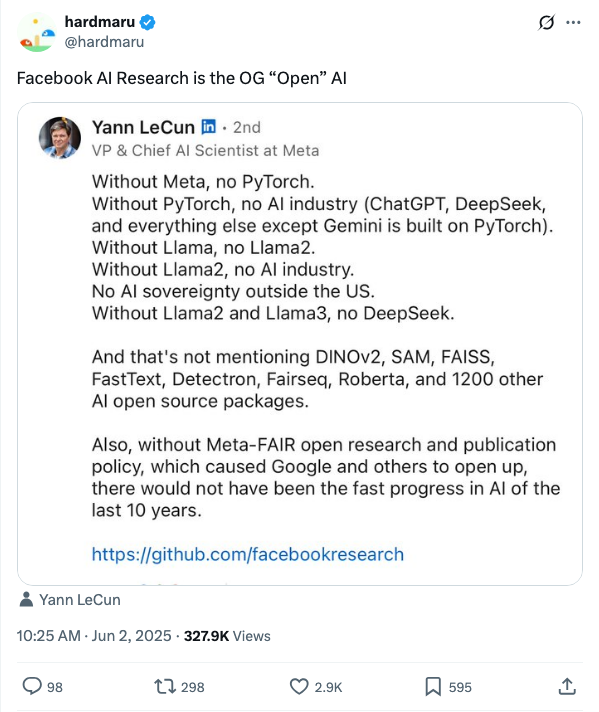 hardmaru
@hardmaru
Facebook AI Research is the OG “Open” AI
Yann LeCun in · 2nd
VP & Chief AI Scientist at Meta
Without Meta, no PyTorch.
Without PyTorch, no AI industry (ChatGPT, DeepSeek,
and everything else except Gemini is built on PyTorch).
Without Llama, no Llama2.
Without Llama2, no AI industry.
No AI sovereignty outside the US.
Without Llama2 and Llama3, no DeepSeek.
And that's not mentioning DINOv2, SAM, FAISS,
FastText, Detectron, Fairseq, Roberta, and 1200 other
AI open source packages.
Also, without Meta-FAIR open research and publication
policy, which caused Google and others to open up,
there would not have been the fast progress in AI of the
last 10 years.
https://github.com/facebookresearch
Yann LeCun
10:25 AM · Jun 2, 2025 · 327.9K Views
98 298 2.9K 595